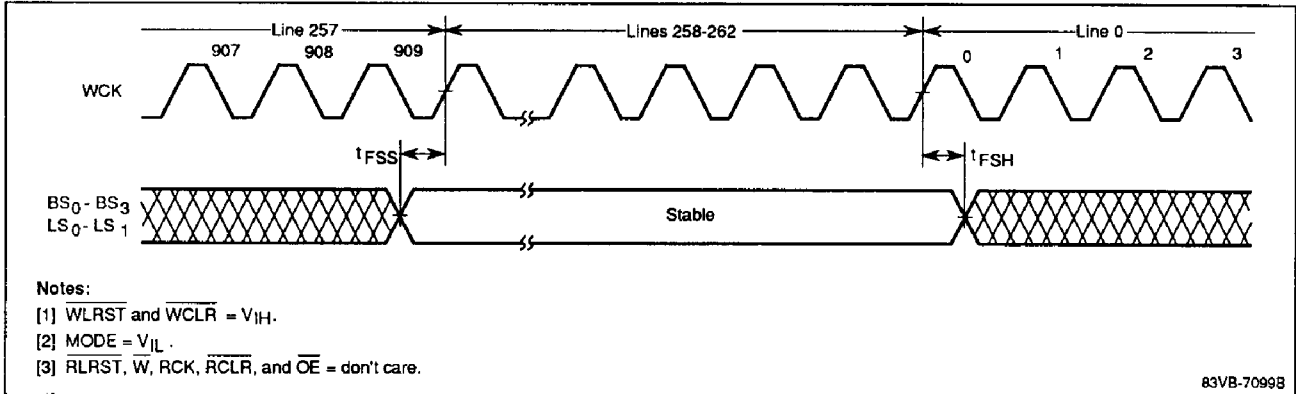 Line 257 Lines 258-262 Line 0
907 908 909 0 1 2 3
WCK
tFSS tFSH
BS0 - BS3
LS0 - LS1
Stable
Notes:
[1] WLRST and WCLR = VIH.
[2] MODE = VIL .
[3] RLRST, W, RCK, RCLR, and OE = don't care.
83VB-7099B